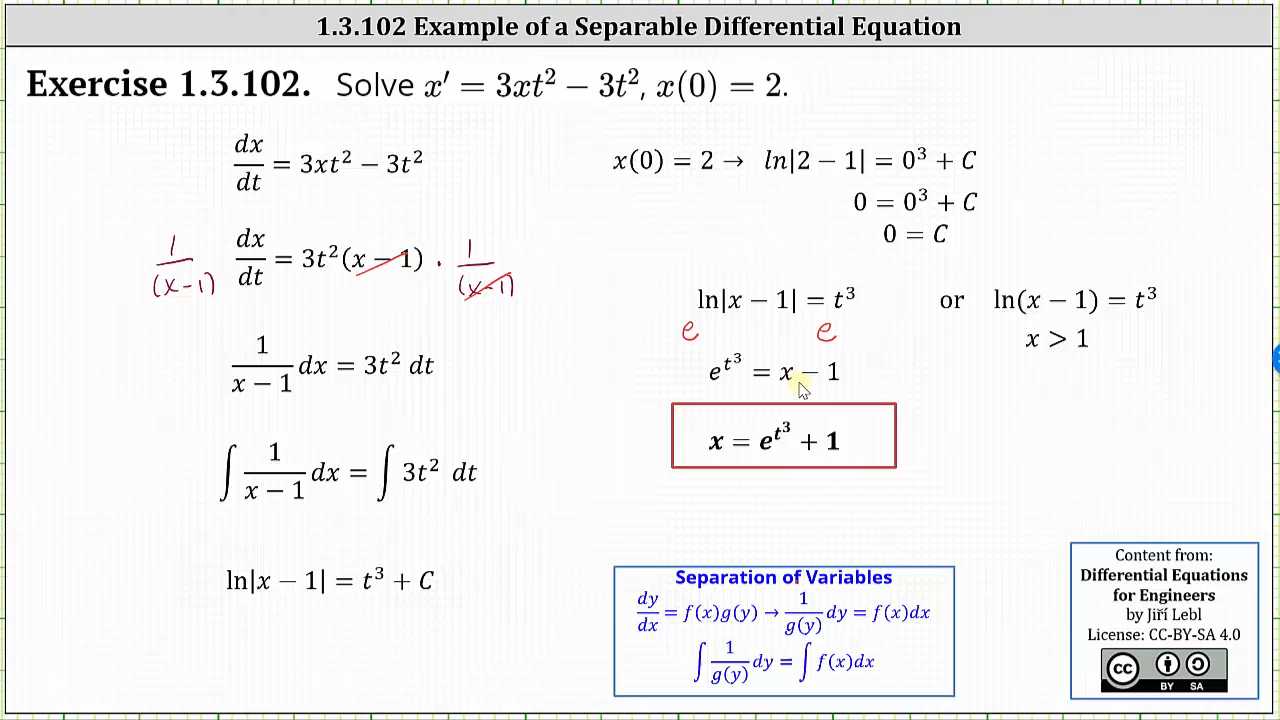 1.3.102 Example of a Separable Differential Equation
Exercise 1.3.102. Solve x′ = 3xt² − 3t², x(0) = 2.
dx/dt = 3xt² − 3t²
1/(x-1) dx/dt = 3t²(x − 1) · 1/(x-1)
1/(x − 1) dx = 3t² dt
∫ 1/(x − 1) dx = ∫ 3t² dt
ln|x − 1| = t³ + C
x(0) = 2 → ln|2 − 1| = 0³ + C
0 = 0³ + C
0 = C
ln|x − 1| = t³ or ln(x − 1) = t³
e e x > 1
e^(t³) = x − 1
x = e^(t³) + 1
Separation of Variables
dy/dx = f(x)g(y) → 1/g(y) dy = f(x)dx
∫ 1/g(y) dy = ∫ f(x)dx
Content from:
Differential Equations
for Engineers
by Jiří Lebl
License: CC-BY-SA 4.0
cc
BY SA